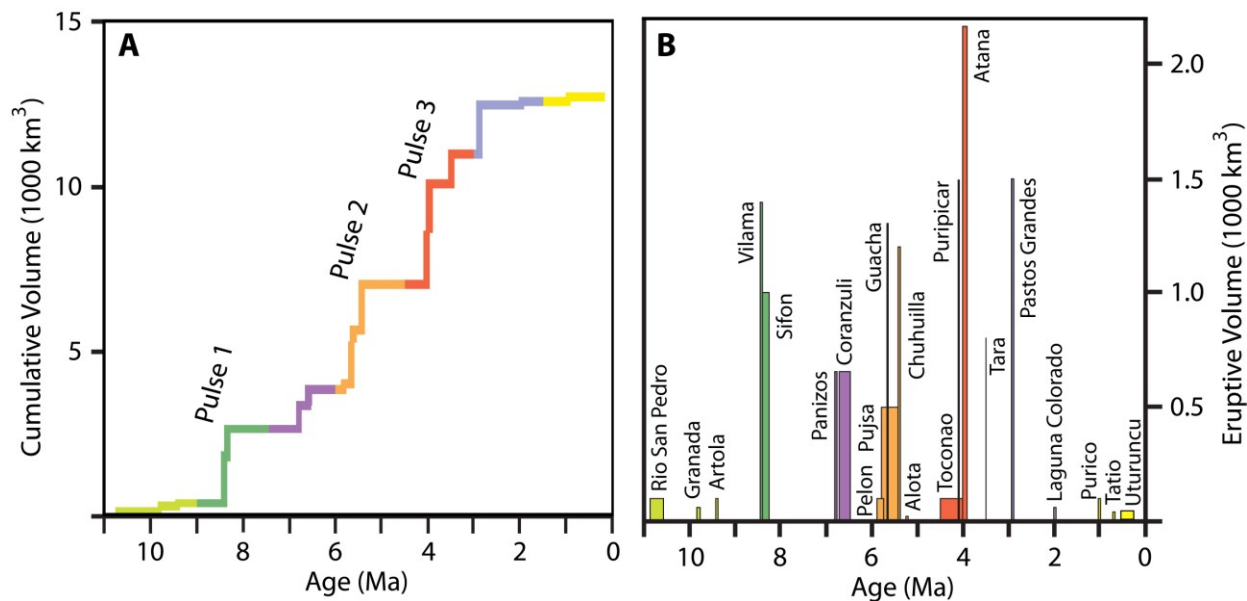 A
Cumulative Volume (1000 km³)
15
10
5
Pulse 1
Pulse 2
Pulse 3
10
8
6
4
2
0
Age (Ma)
B
Rio San Pedro
Granada
Artola
Vilama
Sifon
Panizos
Coranzuli
Pelon
Pujsa
Guacha
Chuhuilla
Alota
Toconao
Puripicar
Atana
Tara
Pastos Grandes
Laguna Colorado
Purico
Tatio
Uturuncu
2.0
1.5
1.0
0.5
Eruptive Volume (1000 km³)
10
8
6
4
2
0
Age (Ma)